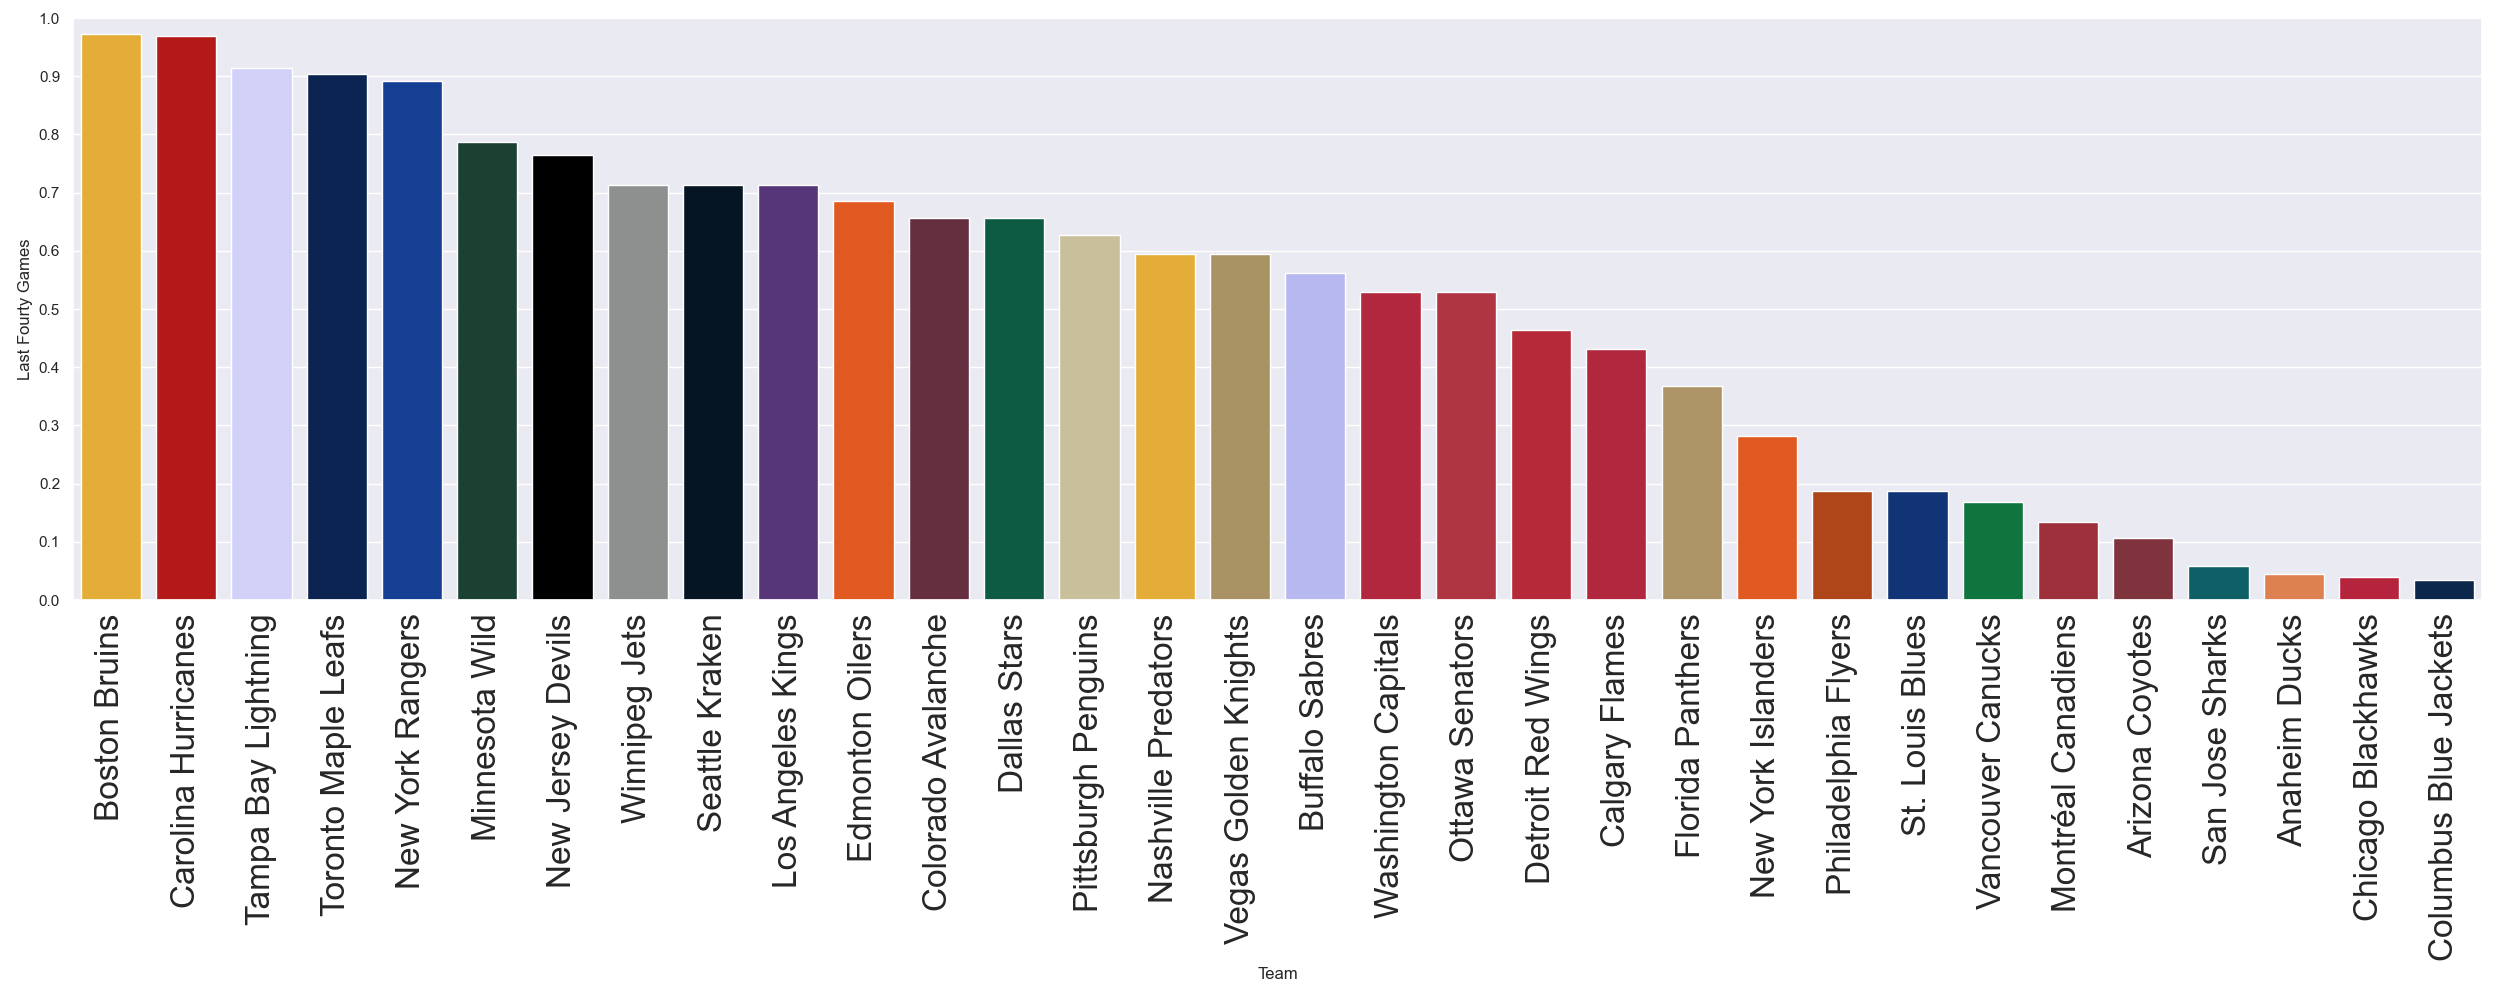 1.0
0.9
0.8
0.7
0.6
0.5
0.4
0.3
0.2
0.1
0.0
Last Fourty Games
Boston Bruins
Carolina Hurricanes
Tampa Bay Lightning
Toronto Maple Leafs
New York Rangers
Minnesota Wild
New Jersey Devils
Winnipeg Jets
Seattle Kraken
Los Angeles Kings
Edmonton Oilers
Colorado Avalanche
Dallas Stars
Pittsburgh Penguins
Nashville Predators
Vegas Golden Knights
Buffalo Sabres
Washington Capitals
Ottawa Senators
Detroit Red Wings
Calgary Flames
Florida Panthers
New York Islanders
Philadelphia Flyers
St. Louis Blues
Vancouver Canucks
Montréal Canadiens
Arizona Coyotes
San Jose Sharks
Anaheim Ducks
Chicago Blackhawks
Columbus Blue Jackets
Team